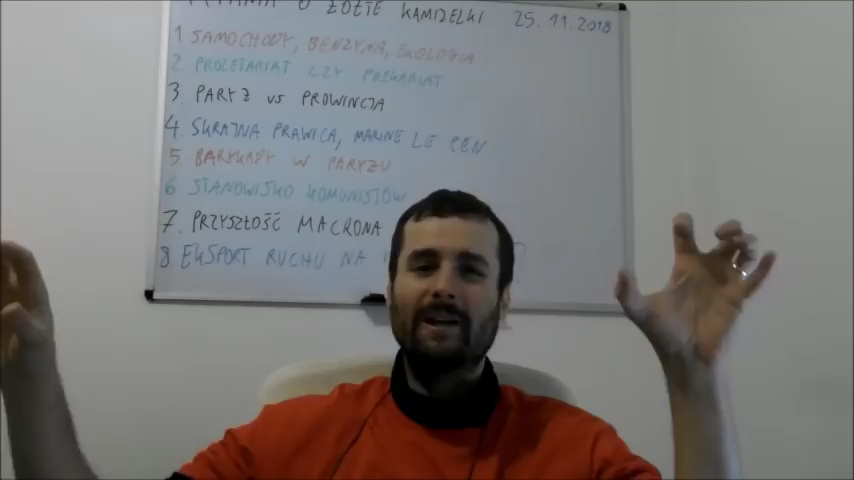 PYTANIA O ŻÓŁTE KAMIZELKI 25.11.2018
1 SAMOCHODY, BENZYNA, EKOLOGIA
2 PROLETARIAT CZY PREKARIAT
3 PARYŻ VS PROWINCJA
4. SKRAJNA PRAWICA, MARINE LE PEN
5 BARYKADY W PARYŻU
6 STANOWISKO KOMUNISTÓW
7. PRZYSZŁOŚĆ MACRONA
8 EKSPORT RUCHU NA